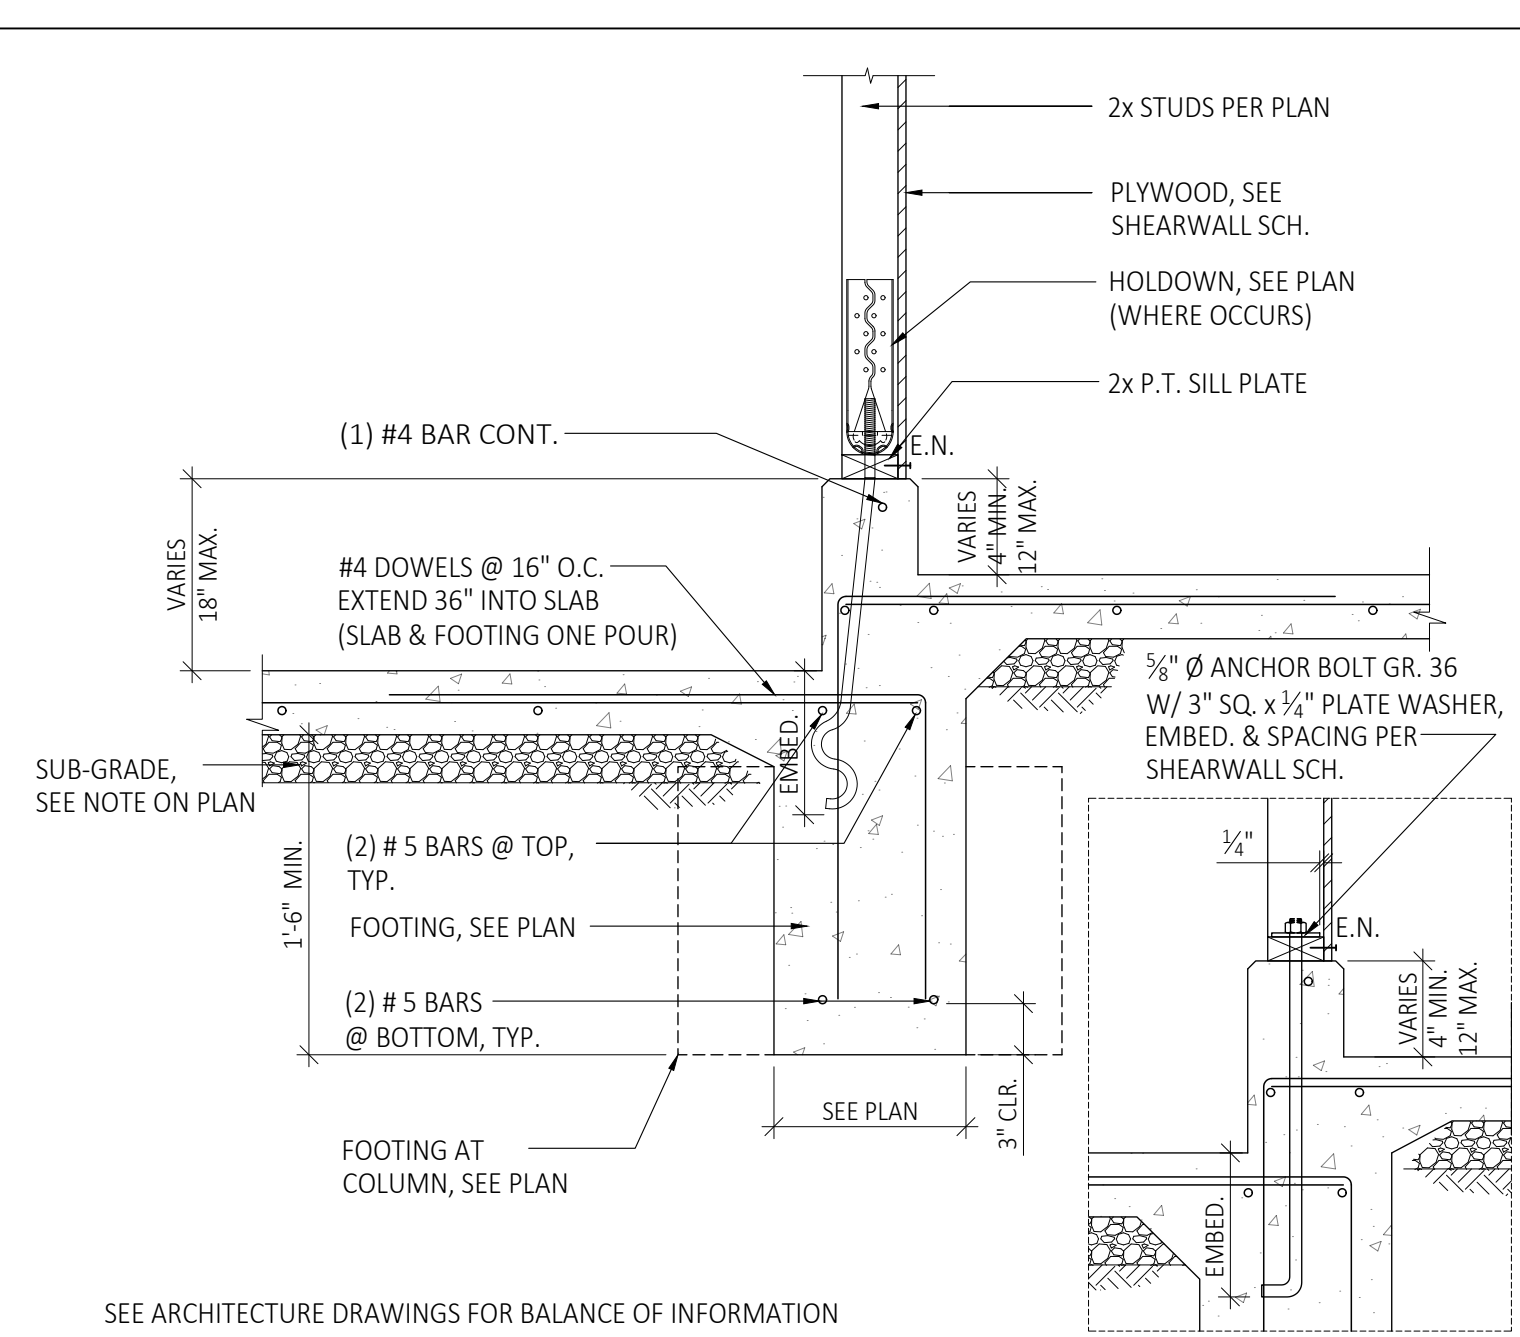 2x STUDS PER PLAN
PLYWOOD, SEE
SHEARWALL SCH.
HOLDOWN, SEE PLAN
(WHERE OCCURS)
2x P.T. SILL PLATE
(1) #4 BAR CONT.
E.N.
VARIES
18" MAX.
VARIES
4" MIN.
12" MAX.
#4 DOWELS @ 16" O.C.
EXTEND 36" INTO SLAB
(SLAB & FOOTING ONE POUR)
⅝" Ø ANCHOR BOLT GR. 36
W/ 3" SQ. x ¼" PLATE WASHER,
EMBED. & SPACING PER
SHEARWALL SCH.
EMBED.
SUB-GRADE,
SEE NOTE ON PLAN
(2) # 5 BARS @ TOP,
TYP.
1'-6" MIN.
FOOTING, SEE PLAN
(2) # 5 BARS
@ BOTTOM, TYP.
¼"
E.N.
VARIES
4" MIN.
12" MAX.
SEE PLAN
3" CLR.
FOOTING AT
COLUMN, SEE PLAN
EMBED.
SEE ARCHITECTURE DRAWINGS FOR BALANCE OF INFORMATION